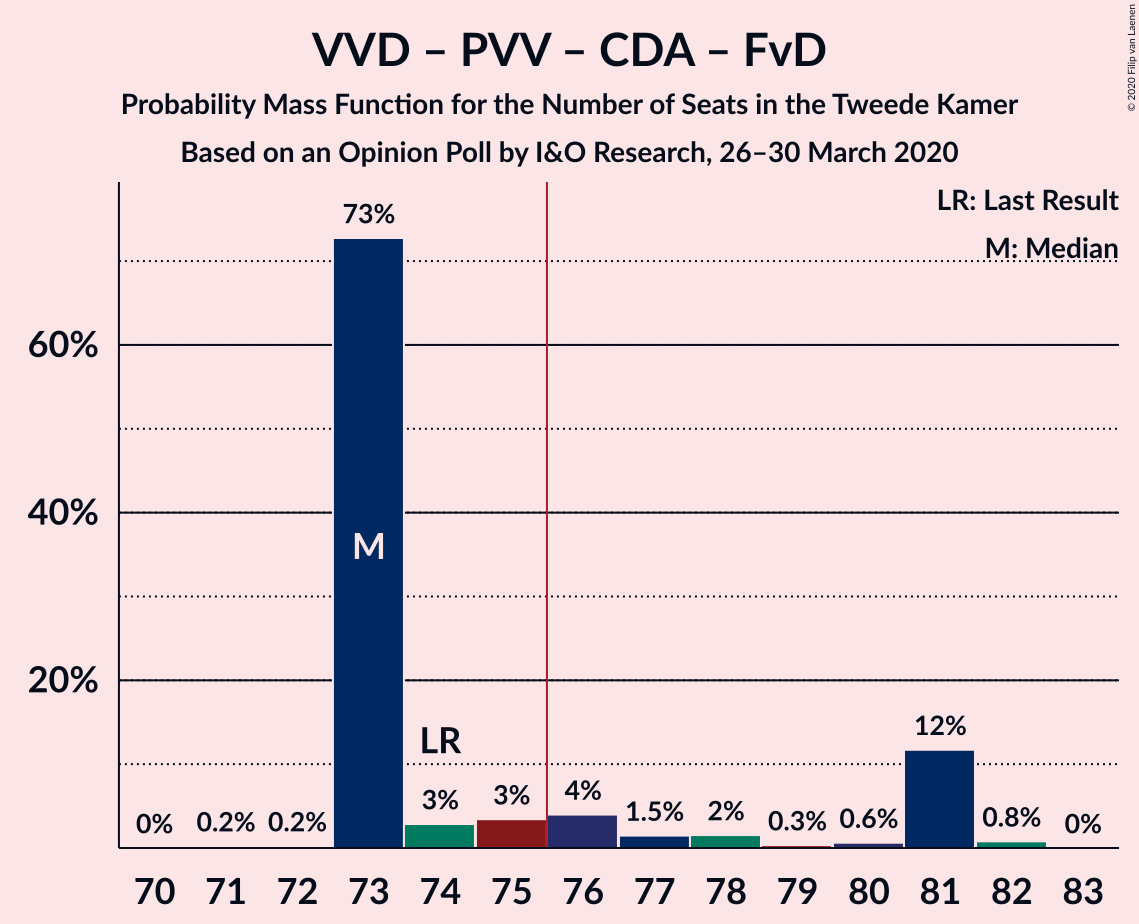 VVD – PVV – CDA – FvD
Probability Mass Function for the Number of Seats in the Tweede Kamer
Based on an Opinion Poll by I&O Research, 26–30 March 2020
© 2020 Filip van Laenen
LR: Last Result
M: Median
60%
40%
20%
0% 0.2% 0.2% 73% 3% 3% 4% 1.5% 2% 0.3% 0.6% 12% 0.8% 0%
M
LR
70 71 72 73 74 75 76 77 78 79 80 81 82 83